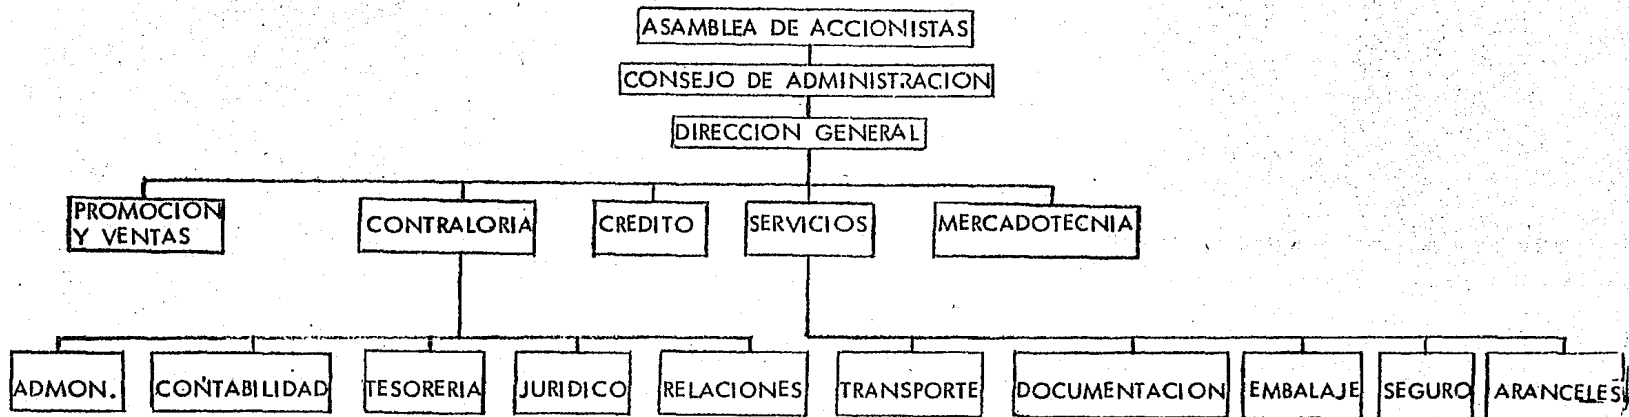 ASAMBLEA DE ACCIONISTAS
CONSEJO DE ADMINISTRACION
DIRECCION GENERAL
PROMOCION
Y VENTAS
CONTRALORIA
CREDITO
SERVICIOS
MERCADOTECNIA
ADMON.
CONTABILIDAD
TESORERIA
JURIDICO
RELACIONES
TRANSPORTE
DOCUMENTACION
EMBALAJE
SEGURO
ARANCELES